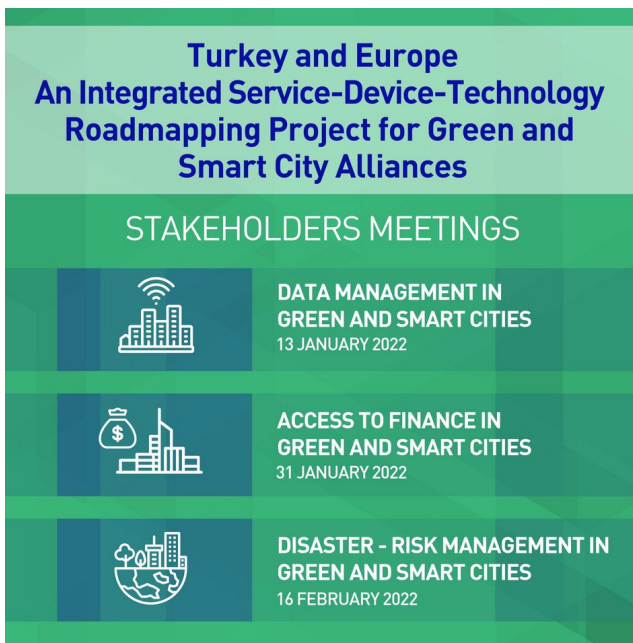 Turkey and Europe
An Integrated Service-Device-Technology
Roadmapping Project for Green and
Smart City Alliances
STAKEHOLDERS MEETINGS
DATA MANAGEMENT IN
GREEN AND SMART CITIES
13 JANUARY 2022
$
ACCESS TO FINANCE IN
GREEN AND SMART CITIES
31 JANUARY 2022
DISASTER - RISK MANAGEMENT IN
GREEN AND SMART CITIES
16 FEBRUARY 2022